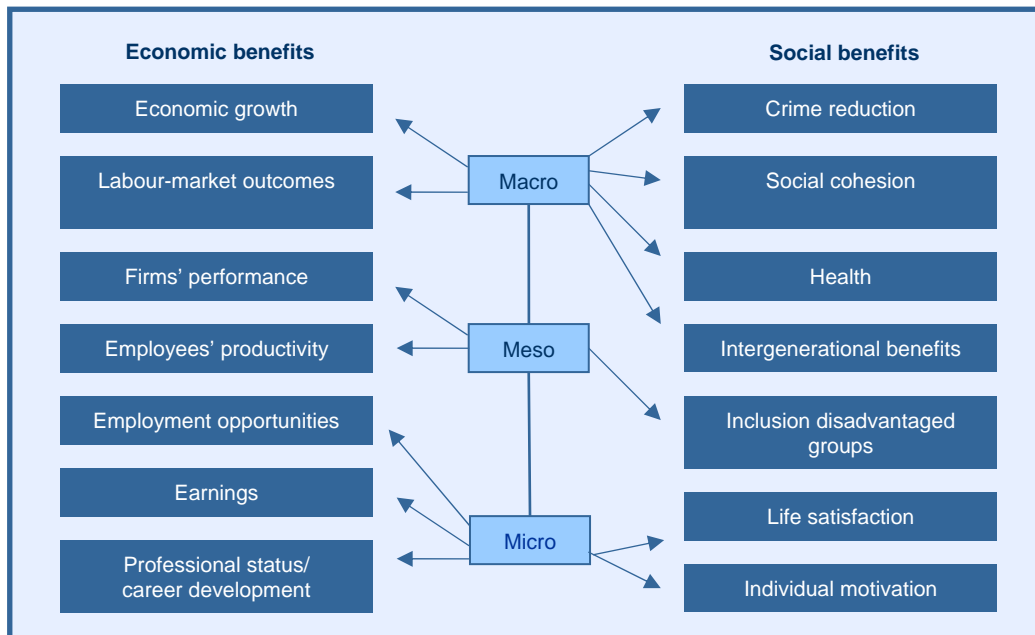 Economic benefits
Economic growth
Labour-market outcomes
Firms’ performance
Employees’ productivity
Employment opportunities
Earnings
Professional status/
career development
Macro
Meso
Micro
Social benefits
Crime reduction
Social cohesion
Health
Intergenerational benefits
Inclusion disadvantaged
groups
Life satisfaction
Individual motivation